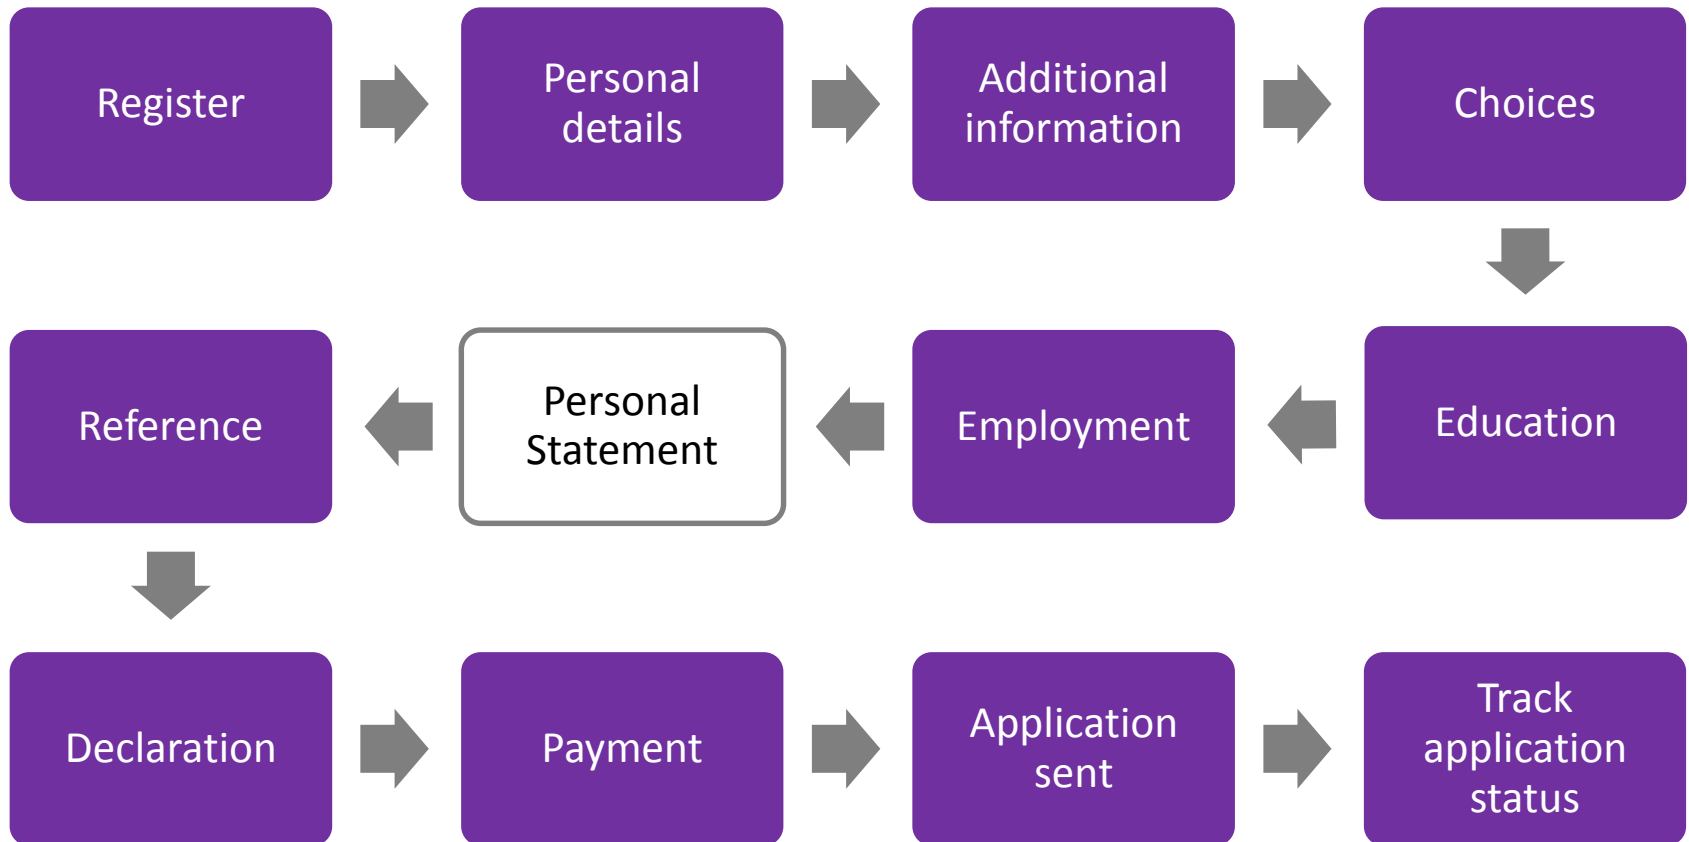 Register
Personal
details
Additional
information
Choices
Education
Employment
Personal
Statement
Reference
Declaration
Payment
Application
sent
Track
application
status